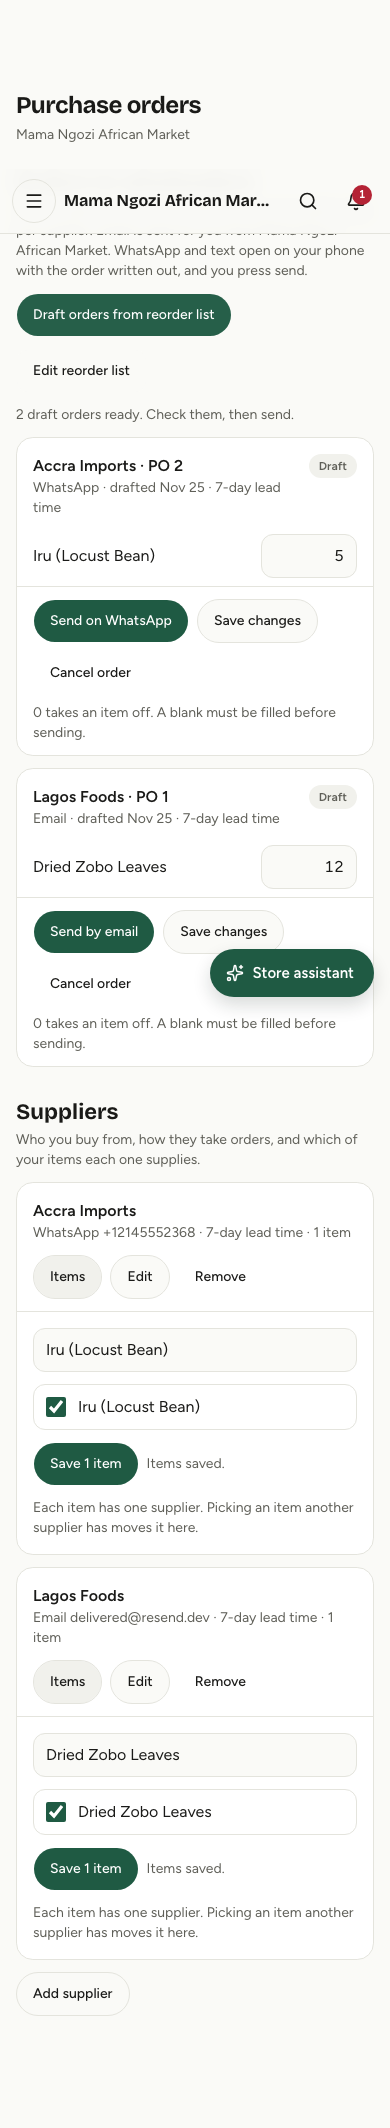 Purchase orders
Mama Ngozi African Market
Mama Ngozi African Mar...
1
African Market. WhatsApp and text open on your phone
with the order written out, and you press send.
Draft orders from reorder list
Edit reorder list
2 draft orders ready. Check them, then send.
Accra Imports · PO 2
Draft
WhatsApp · drafted Nov 25 · 7-day lead
time
Iru (Locust Bean)
5
Send on WhatsApp
Save changes
Cancel order
0 takes an item off. A blank must be filled before
sending.
Lagos Foods · PO 1
Draft
Email · drafted Nov 25 · 7-day lead time
Dried Zobo Leaves
12
Send by email
Save changes
Cancel order
Store assistant
0 takes an item off. A blank must be filled before
sending.
Suppliers
Who you buy from, how they take orders, and which of
your items each one supplies.
Accra Imports
WhatsApp +12145552368 · 7-day lead time · 1 item
Items
Edit
Remove
Iru (Locust Bean)
Iru (Locust Bean)
Save 1 item
Items saved.
Each item has one supplier. Picking an item another
supplier has moves it here.
Lagos Foods
Email delivered@resend.dev · 7-day lead time · 1
item
Items
Edit
Remove
Dried Zobo Leaves
Dried Zobo Leaves
Save 1 item
Items saved.
Each item has one supplier. Picking an item another
supplier has moves it here.
Add supplier